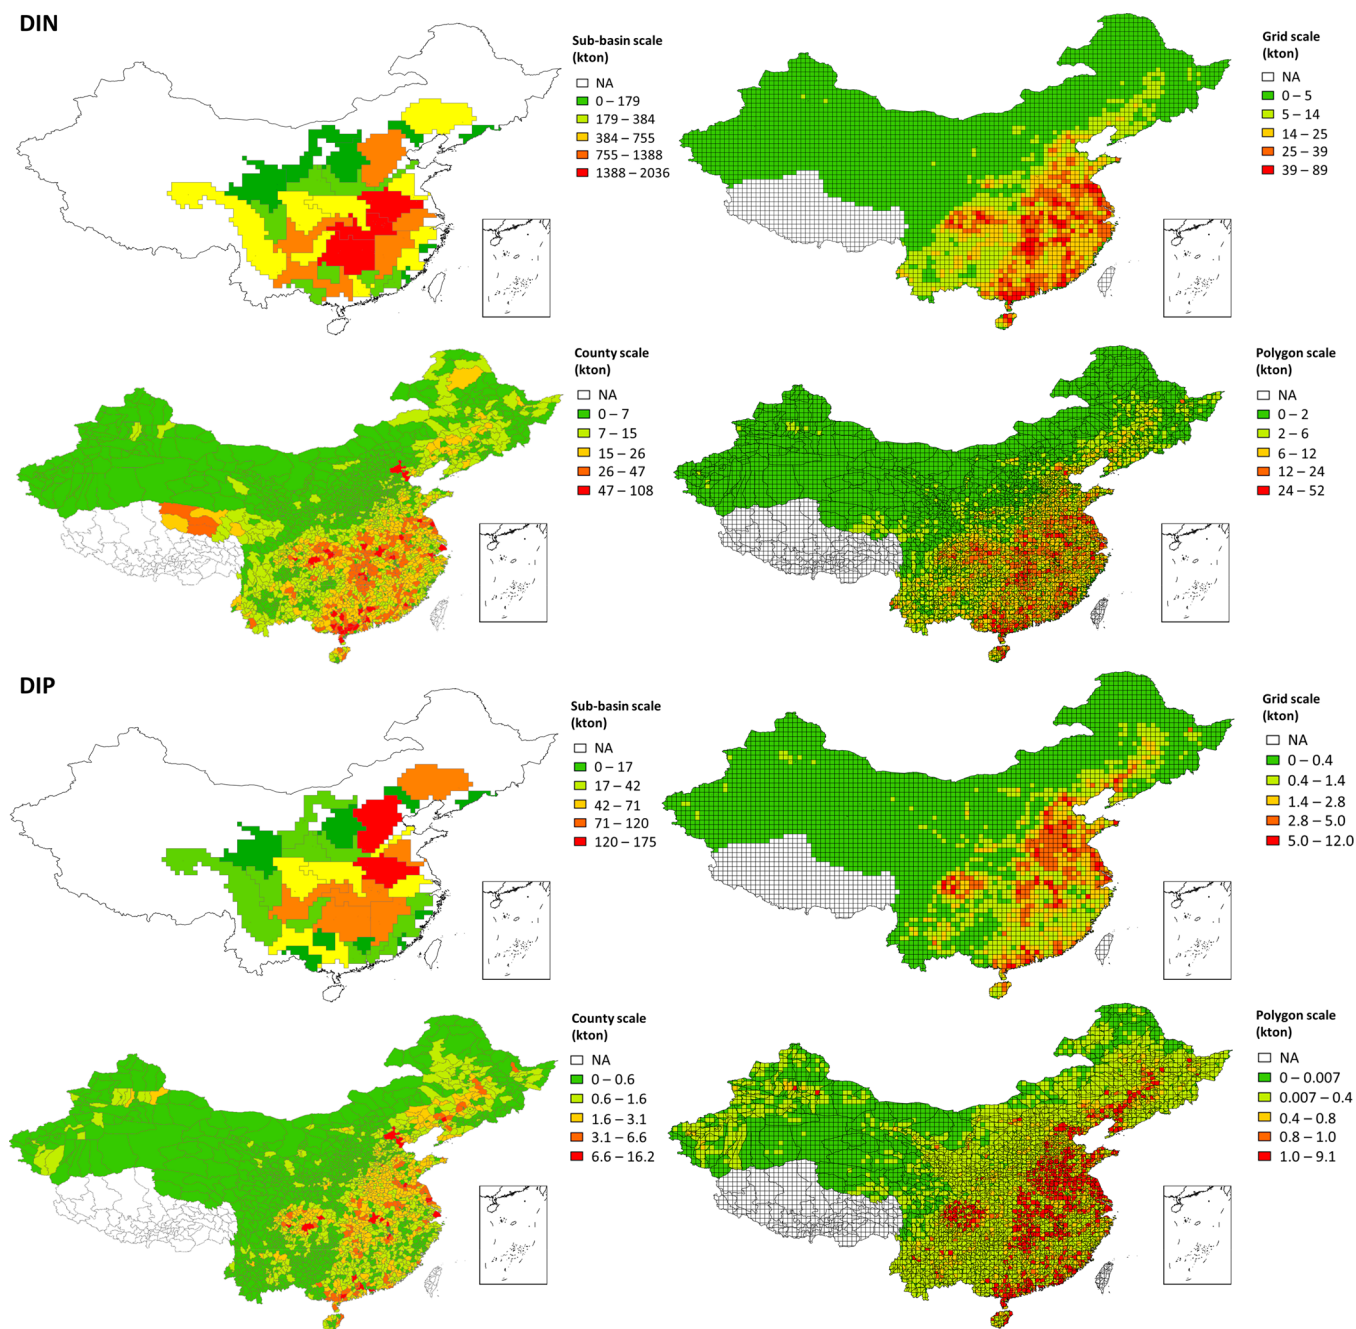 DIN
Sub-basin scale
(kton)
NA
0 – 179
179 – 384
384 – 755
755 – 1388
1388 – 2036
Grid scale
(kton)
NA
0 – 5
5 – 14
14 – 25
25 – 39
39 – 89
County scale
(kton)
NA
0 – 7
7 – 15
15 – 26
26 – 47
47 – 108
Polygon scale
(kton)
NA
0 – 2
2 – 6
6 – 12
12 – 24
24 – 52
DIP
Sub-basin scale
(kton)
NA
0 – 17
17 – 42
42 – 71
71 – 120
120 – 175
Grid scale
(kton)
NA
0 – 0.4
0.4 – 1.4
1.4 – 2.8
2.8 – 5.0
5.0 – 12.0
County scale
(kton)
NA
0 – 0.6
0.6 – 1.6
1.6 – 3.1
3.1 – 6.6
6.6 – 16.2
Polygon scale
(kton)
NA
0 – 0.007
0.007 – 0.4
0.4 – 0.8
0.8 – 1.0
1.0 – 9.1